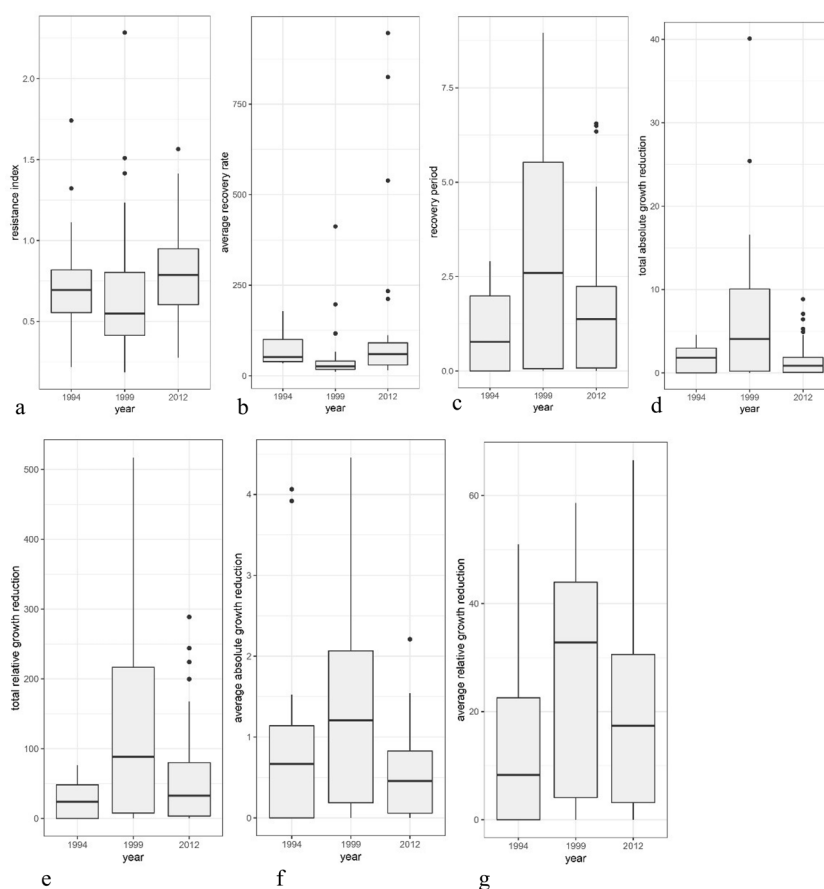 resistance index
2.0
1.5
1.0
0.5
1994
1999
2012
year
a
average recovery rate
750
500
250
0
1994
1999
2012
year
b
recovery period
7.5
5.0
2.5
0.0
1994
1999
2012
year
c
total absolute growth reduction
40
30
20
10
0
1994
1999
2012
year
d
total relative growth reduction
500
400
300
200
100
0
1994
1999
2012
year
e
average absolute growth reduction
4
3
2
1
0
1994
1999
2012
year
f
average relative growth reduction
60
40
20
0
1994
1999
2012
year
g